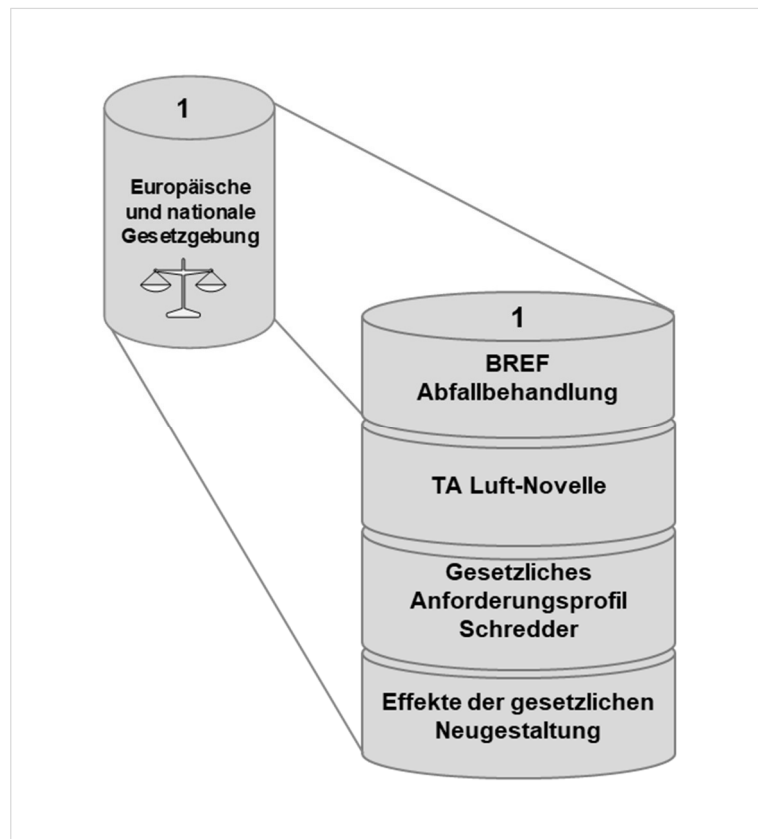 1
Europäische
und nationale
Gesetzgebung
1
BREF
Abfallbehandlung
TA Luft-Novelle
Gesetzliches
Anforderungsprofil
Schredder
Effekte der gesetzlichen
Neugestaltung